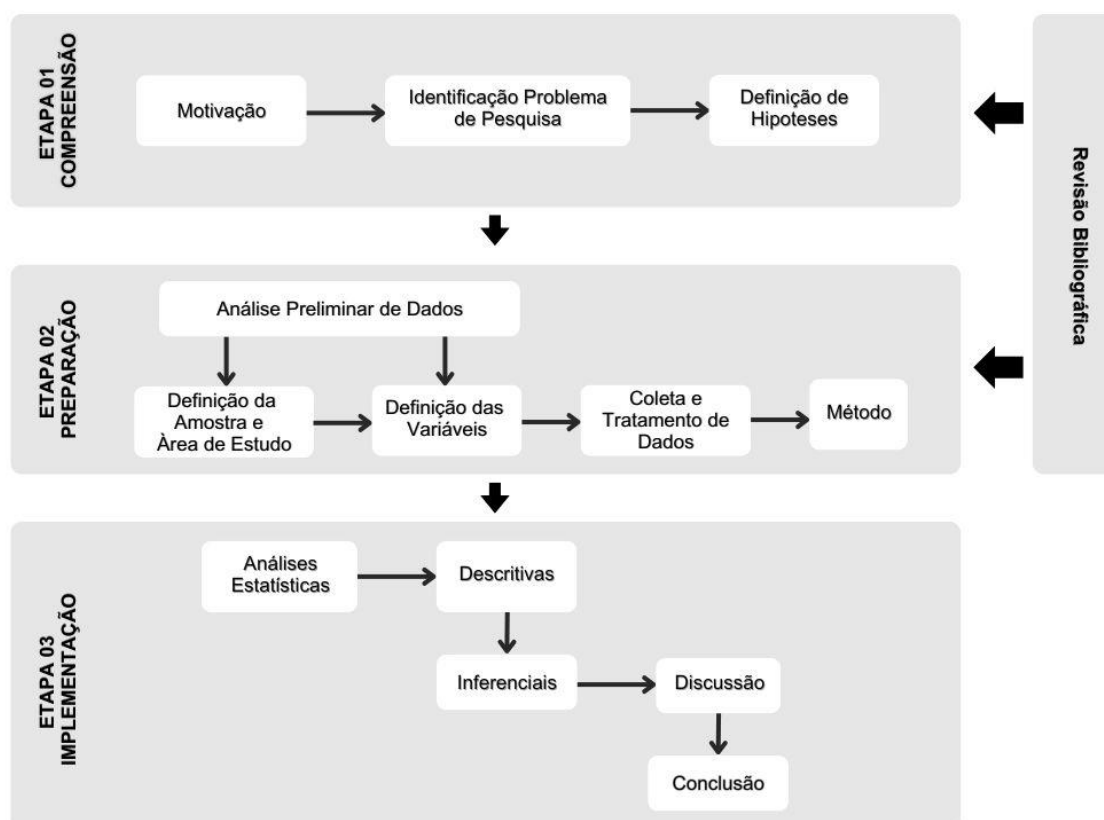 ETAPA 01
COMPREENSÃO
Motivação
Identificação Problema
de Pesquisa
Definição de
Hipoteses
Revisão Bibliográfica
ETAPA 02
PREPARAÇÃO
Análise Preliminar de Dados
Definição da
Amostra e
Àrea de Estudo
Definição das
Variáveis
Coleta e
Tratamento de
Dados
Método
ETAPA 03
IMPLEMENTAÇÃO
Análises
Estatísticas
Descritivas
Inferenciais
Discussão
Conclusão